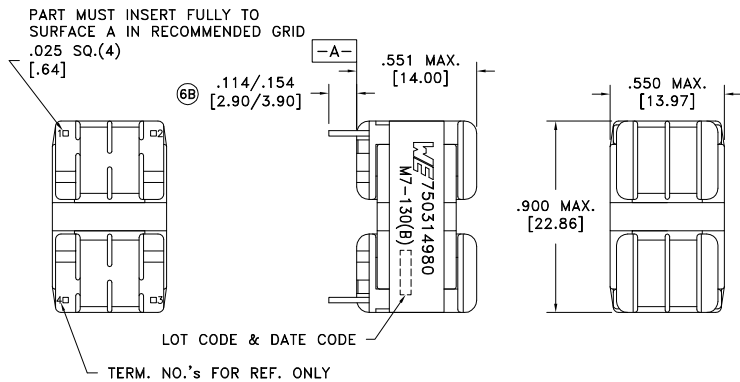 PART MUST INSERT FULLY TO
SURFACE A IN RECOMMENDED GRID
.025 SQ.(4)
[.64]
-A-
.551 MAX.
[14.00]
6B
.114/.154
[2.90/3.90]
.550 MAX.
[13.97]
1
2
WE 750314980
M7-130(B)
.900 MAX.
[22.86]
4
3
LOT CODE & DATE CODE
TERM. NO.'s FOR REF. ONLY